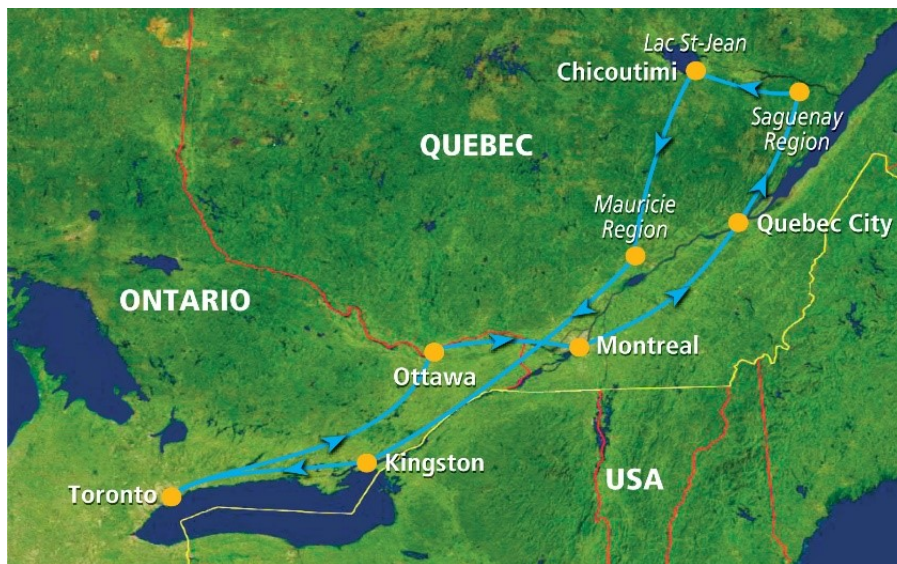 Lac St-Jean
Chicoutimi
Saguenay
Region
QUEBEC
Mauricie
Region
Quebec City
ONTARIO
Montreal
Ottawa
Kingston
USA
Toronto